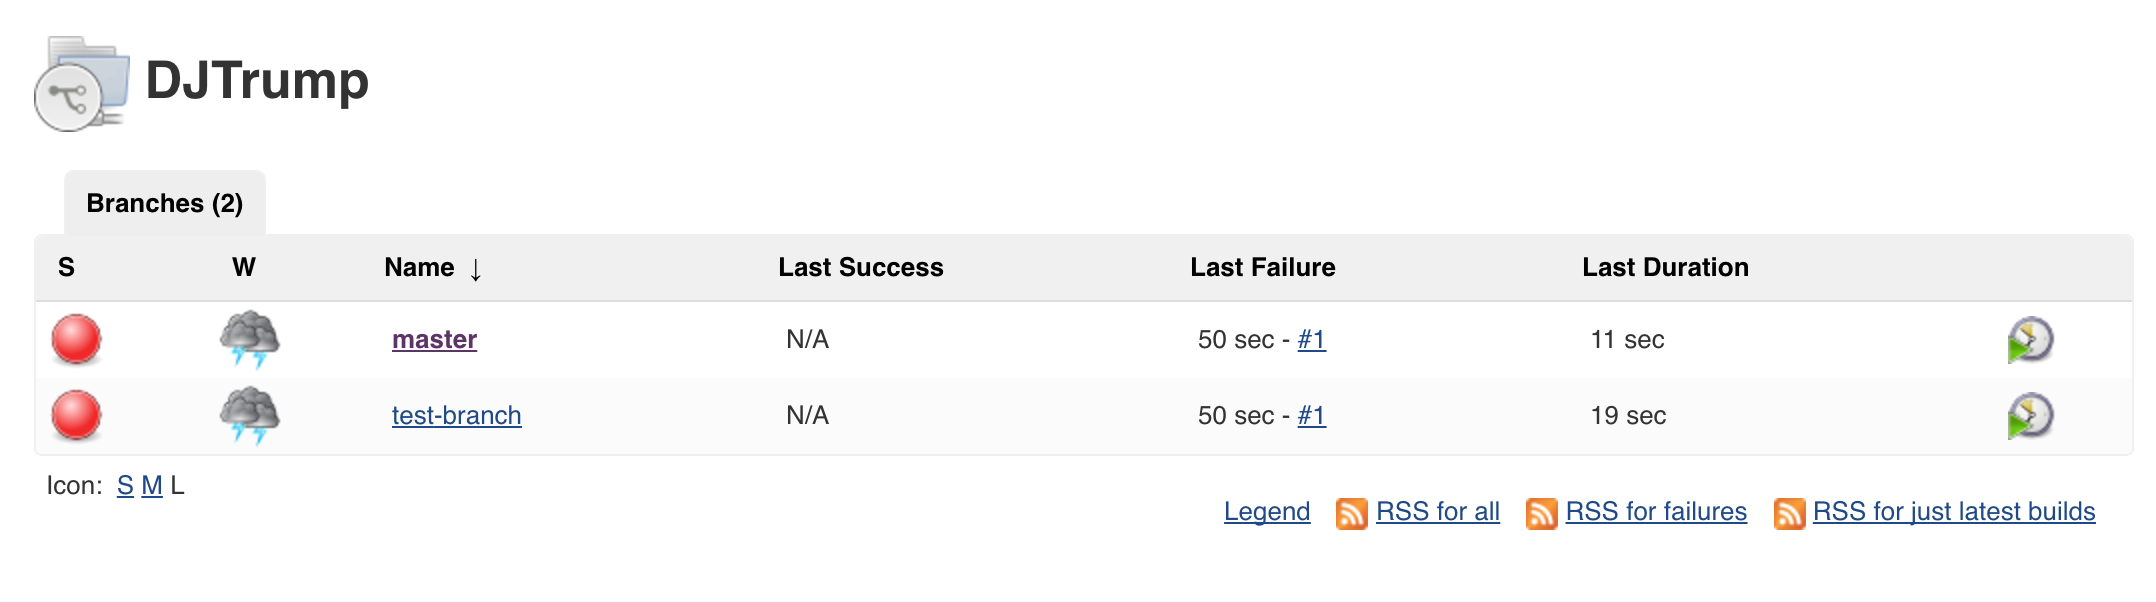 DJTrump
Branches (2)
S W Name ↓ Last Success Last Failure Last Duration
master N/A 50 sec - #1 11 sec
test-branch N/A 50 sec - #1 19 sec
Icon: S M L
Legend RSS for all RSS for failures RSS for just latest builds